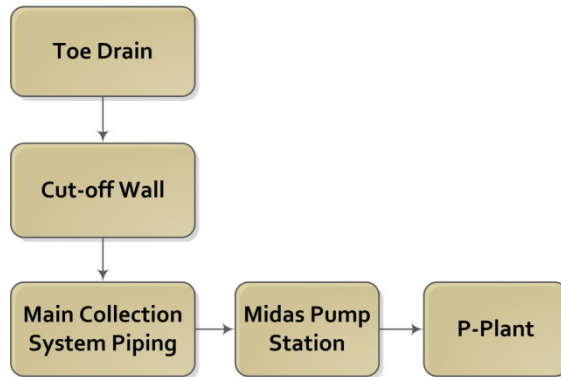 Toe Drain
Cut-off Wall
Main Collection
System Piping
Midas Pump
Station
P-Plant